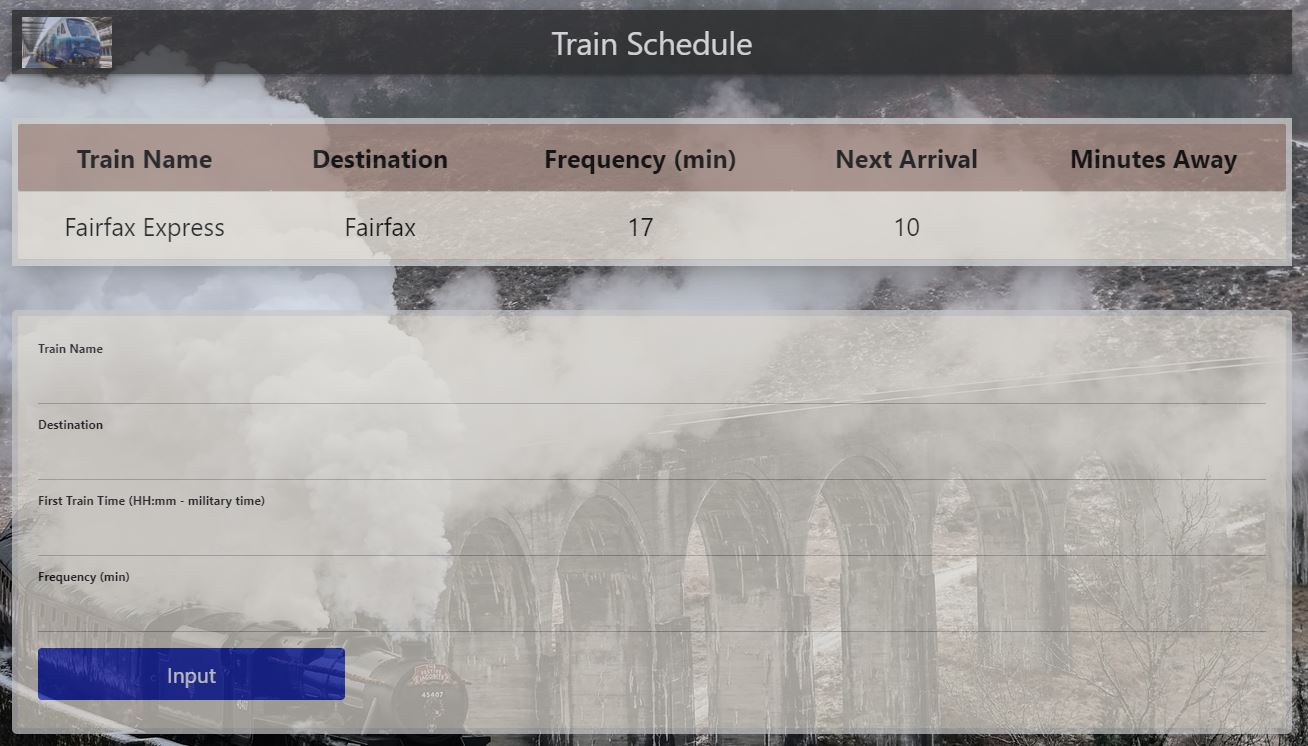 Train Schedule
Train Name Destination Frequency (min) Next Arrival Minutes Away
Fairfax Express Fairfax 17 10
Train Name
Destination
First Train Time (HH:mm - military time)
Frequency (min)
Input
45407